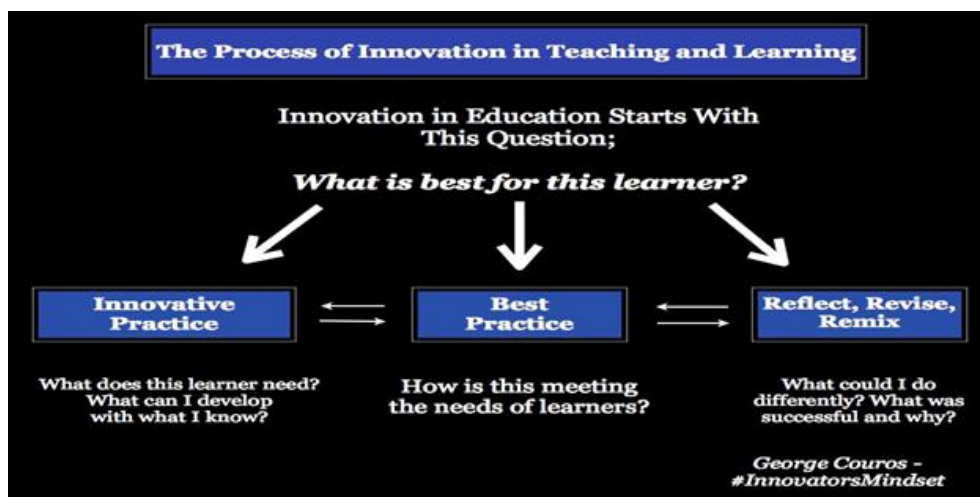 The Process of Innovation in Teaching and Learning
Innovation in Education Starts With
This Question;
What is best for this learner?
Innovative
Practice
Best
Practice
Reflect, Revise,
Remix
What does this learner need?
What can I develop
with what I know?
How is this meeting
the needs of learners?
What could I do
differently? What was
successful and why?
George Couros -
#InnovatorsMindset